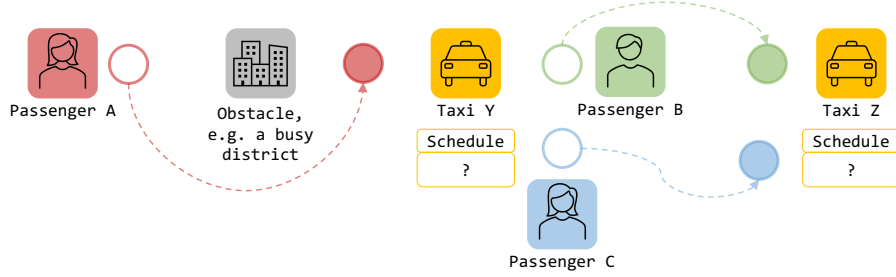 Passenger A
Obstacle,
e.g. a busy
district
Taxi Y
Schedule
?
Passenger B
Passenger C
Taxi Z
Schedule
?